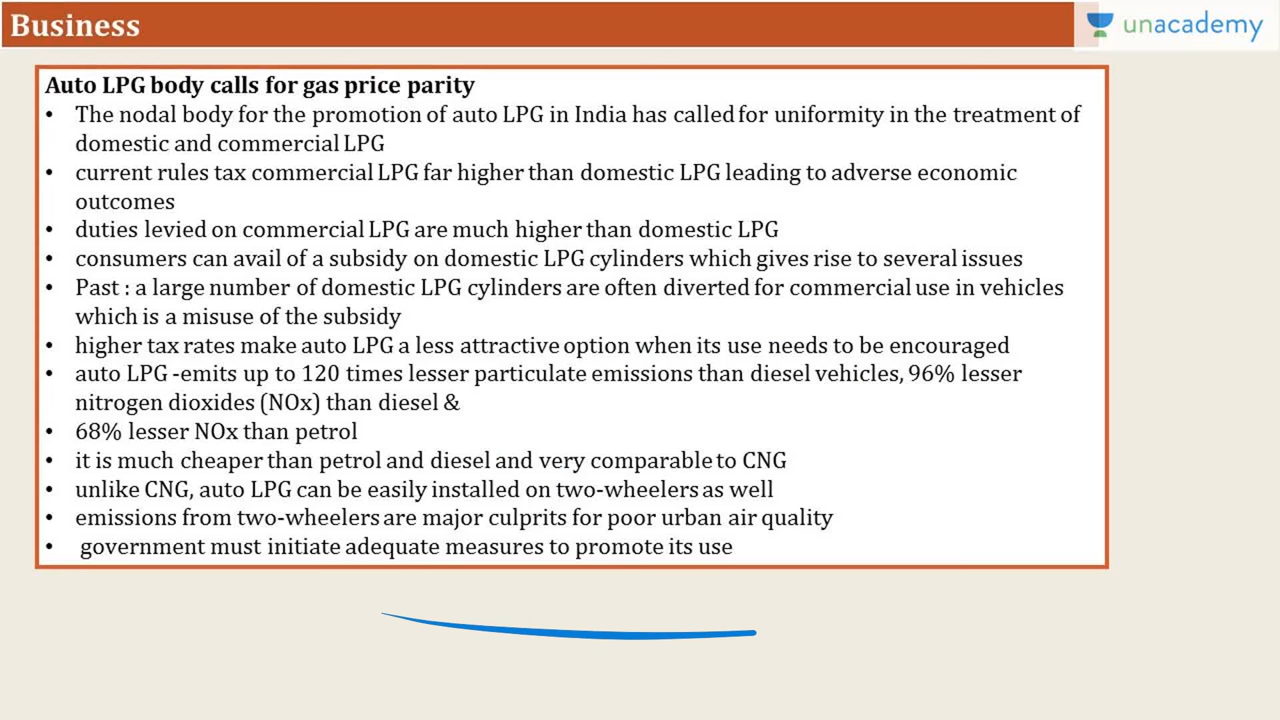 Business
unacademy
Auto LPG body calls for gas price parity
• The nodal body for the promotion of auto LPG in India has called for uniformity in the treatment of
domestic and commercial LPG
• current rules tax commercial LPG far higher than domestic LPG leading to adverse economic
outcomes
• duties levied on commercial LPG are much higher than domestic LPG
• consumers can avail of a subsidy on domestic LPG cylinders which gives rise to several issues
• Past : a large number of domestic LPG cylinders are often diverted for commercial use in vehicles
which is a misuse of the subsidy
• higher tax rates make auto LPG a less attractive option when its use needs to be encouraged
• auto LPG -emits up to 120 times lesser particulate emissions than diesel vehicles, 96% lesser
nitrogen dioxides (NOx) than diesel &
• 68% lesser NOx than petrol
• it is much cheaper than petrol and diesel and very comparable to CNG
• unlike CNG, auto LPG can be easily installed on two-wheelers as well
• emissions from two-wheelers are major culprits for poor urban air quality
• government must initiate adequate measures to promote its use